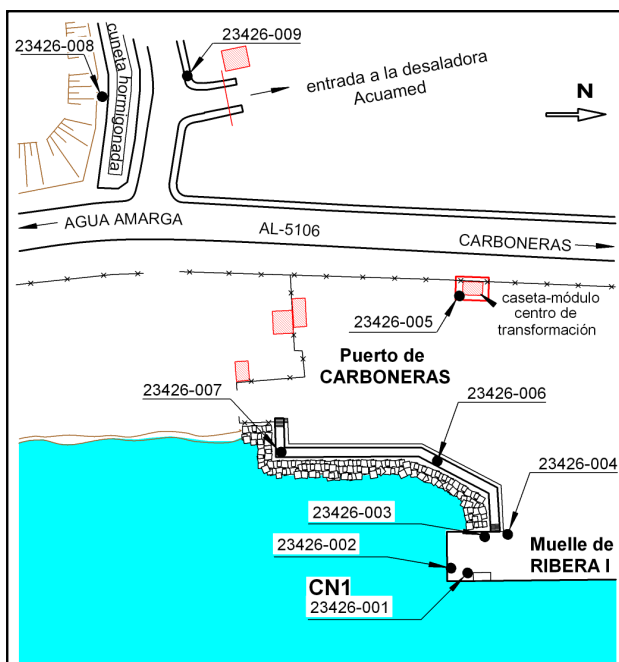 23426-008
23426-009
cuneta hormigonada
entrada a la desaladora
Acuamed
N
AGUA AMARGA
AL-5106
CARBONERAS
caseta-módulo
centro de
transformación
23426-005
Puerto de
CARBONERAS
23426-007
23426-006
23426-004
23426-003
23426-002
Muelle de
RIBERA I
CN1
23426-001